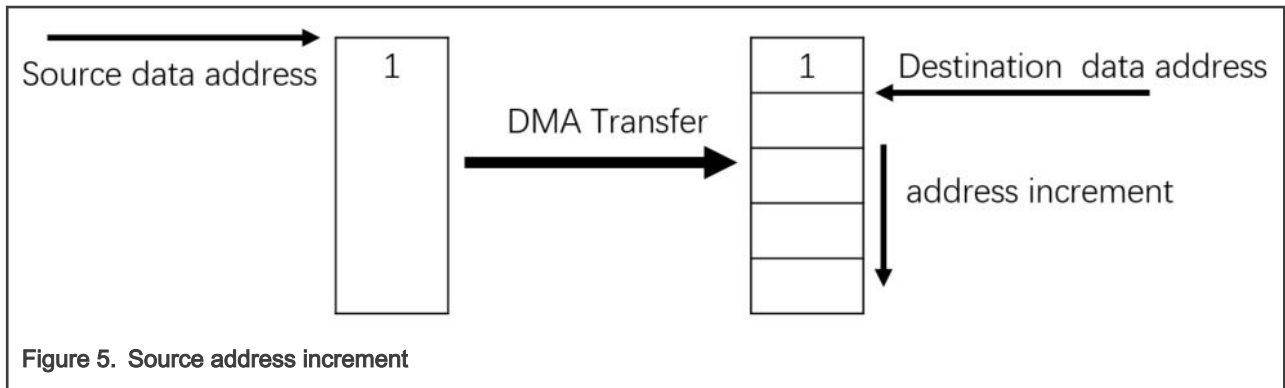 Source data address
1
DMA Transfer
1
Destination data address
address increment
Figure 5. Source address increment